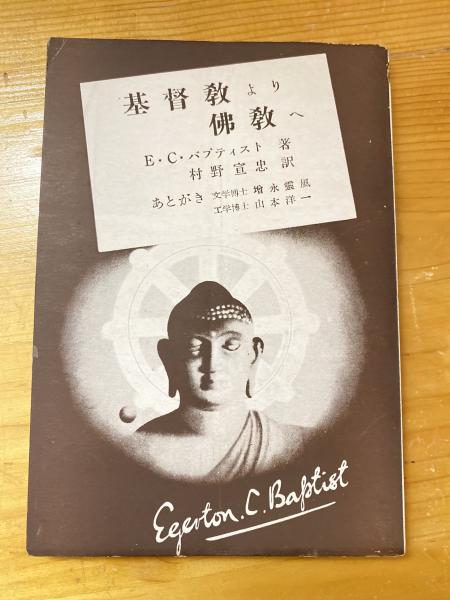 基督教より
佛教へ
E・C・バプティスト 著
村野宣忠 訳
あとがき 文学博士 増永霊凰
工学博士 山本洋一
Egerton. C. Baptist